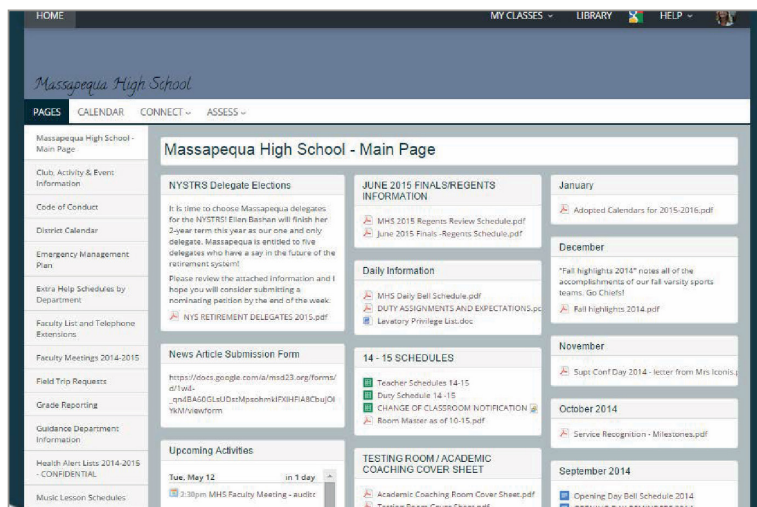 HOME
MY CLASSES
LIBRARY
HELP
Massapequa High School
PAGES
CALENDAR
CONNECT
ASSESS
Massapequa High School -
Main Page
Club, Activity & Event
Information
Code of Conduct
District Calendar
Emergency Management
Plan
Extra Help Schedules by
Department
Faculty List and Telephone
Extensions
Faculty Meetings 2014-2015
Field Trip Requests
Grade Reporting
Guidance Department
Information
Health Alert Lists 2014-2015
- CONFIDENTIAL
Music Lesson Schedules
Massapequa High School - Main Page
NYSTRS Delegate Elections
It is time to choose Massapequa delegates
for the NYSTRS! Ellen Bashan will finish her
2-year term this year as our one and only
delegate. Massapequa is entitled to five
delegates who have a say in the future of the
retirement system!
Please review the attached information and I
hope you will consider submitting a
nominating petition by the end of the week.
NYS RETIREMENT DELEGATES 2015.pdf
News Article Submission Form
https://docs.google.com/a/msd23.org/forms/
YkM/viewform
Upcoming Activities
Tue, May 12
in 1 day
2:30pm MHS Faculty Meeting - audito
JUNE 2015 FINALS/REGENTS
INFORMATION
MHS 2015 Regents Review Schedule.pdf
June 2015 Finals -Regents Schedule.pdf
Daily Information
MHS Daily Bell Schedule.pdf
DUTY ASSIGNMENTS AND EXPECTATIONS.pc
Lavatory Privilege List.doc
14 - 15 SCHEDULES
Teacher Schedules 14-15
Duty Schedule 14 -15
CHANGE OF CLASSROOM NOTIFICATION
Room Master as of 10-15.pdf
TESTING ROOM / ACADEMIC
COACHING COVER SHEET
Academic Coaching Room Cover Sheet.pdf
Testing Room Cover Sheet.pdf
January
Adopted Calendars for 2015-2016.pdf
December
"Fall highlights 2014" notes all of the
accomplishments of our fall varsity sports
teams. Go Chiefs!
Fall highlights 2014.pdf
November
Supt Conf Day 2014 - letter from Mrs Iconis.p
October 2014
Service Recognition - Milestones.pdf
September 2014
Opening Day Bell Schedule 2014
OPENING DAY REMINDERS 2014